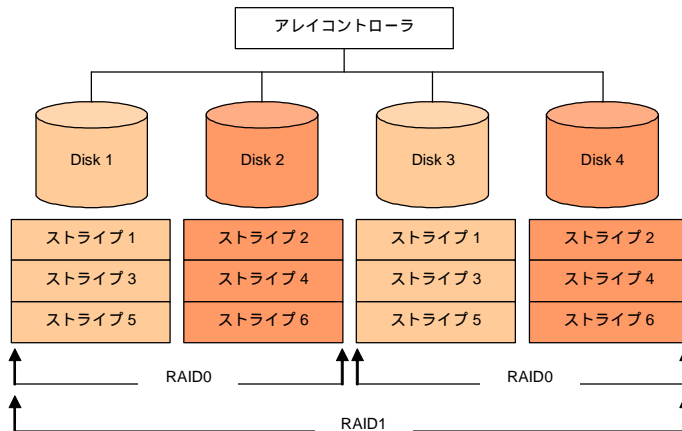 アレイコントローラ
Disk 1
Disk 2
Disk 3
Disk 4
ストライプ 1
ストライプ 2
ストライプ 1
ストライプ 2
ストライプ 3
ストライプ 4
ストライプ 3
ストライプ 4
ストライプ 5
ストライプ 6
ストライプ 5
ストライプ 6
RAID0
RAID0
RAID1